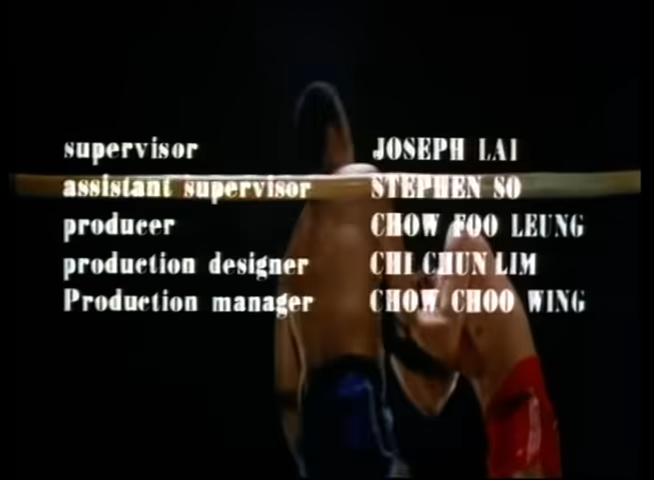 supervisor JOSEPH LAI
assistant supervisor STEPHEN SO
producer CHOW FOO LEUNG
production designer CHI CHUN LIM
Production manager CHOW CHOO WING